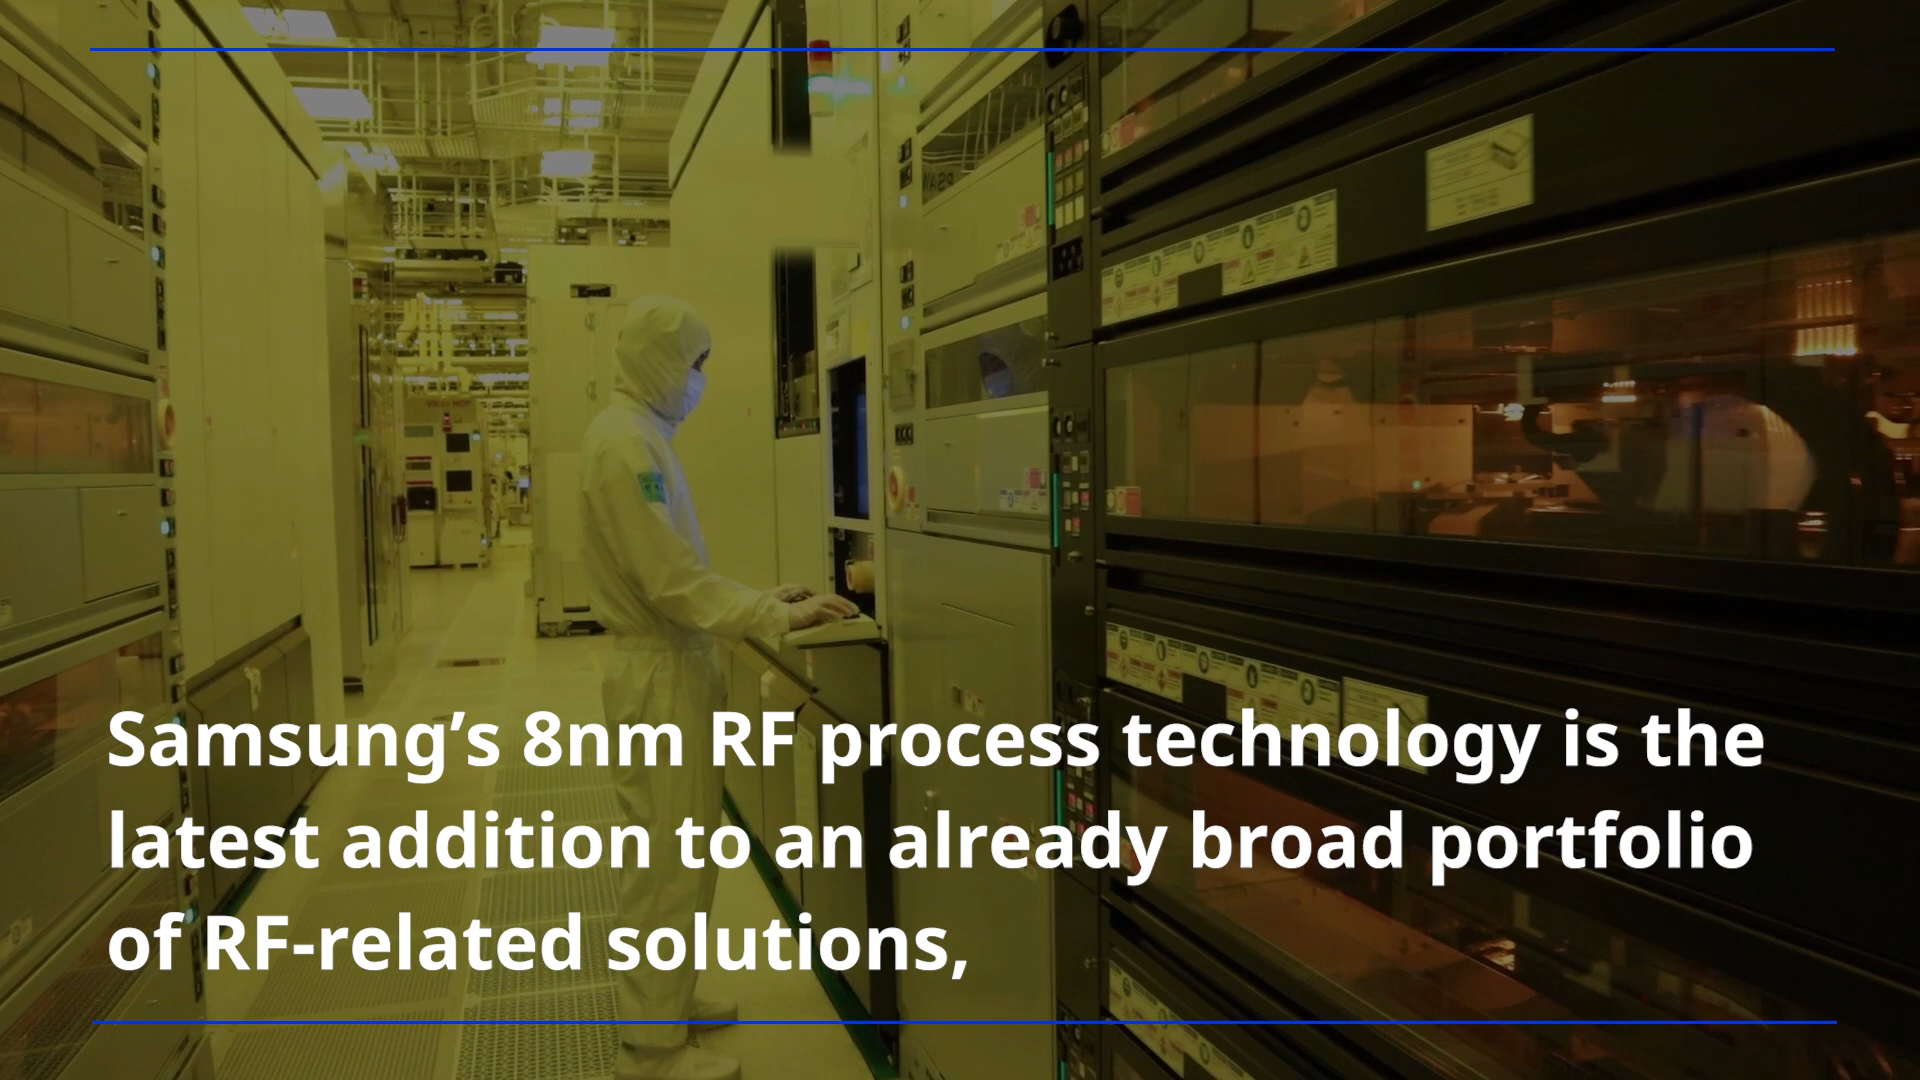 Samsung’s 8nm RF process technology is the
latest addition to an already broad portfolio
of RF-related solutions,